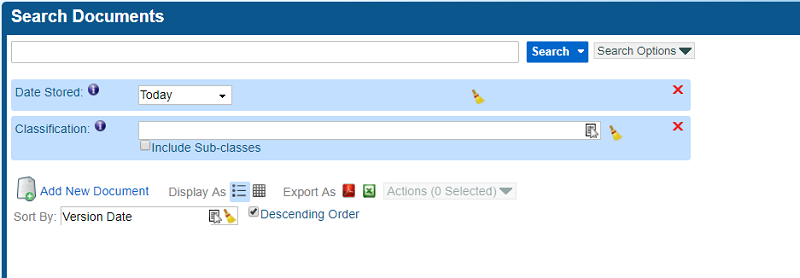 Search Documents
Search Search Options
Date Stored: Today
Classification:
Include Sub-classes
Add New Document Display As Export As Actions (0 Selected)
Sort By: Version Date Descending Order